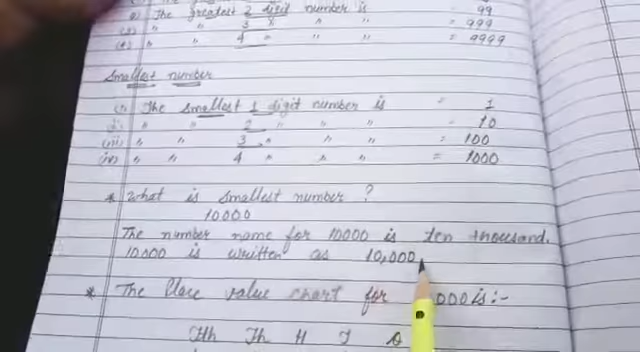 (ii) The greatest 2 digit number is 99
(iii) " " 3 " " " = 999
(iv) " " 4 " " " = 9999
Smallest number
(i) The smallest 1 digit number is = 1
(ii) " " 2 " " " 10
(iii) " " 3 " " " = 100
(iv) " " 4 " " " = 1000
* What is smallest number ?
10000
The number name for 10000 is ten thousand.
10000 is written as 10,000
* The Place value chart for 000 is :-
Tth Th H T O